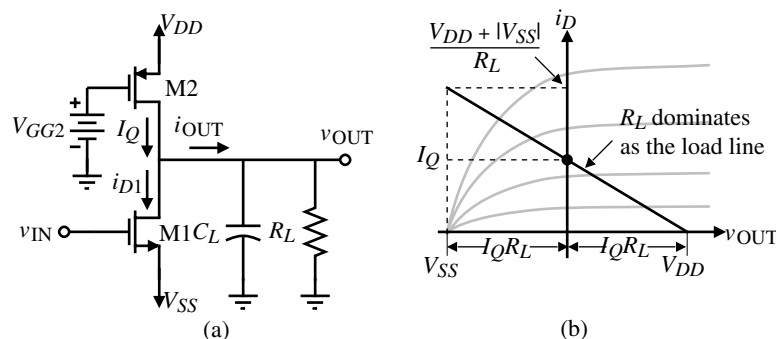 (a)
V_DD
M2
+
V_GG2
–
I_Q
i_OUT
v_OUT
i_D1
v_IN
M1
C_L
R_L
V_SS
(b)
V_DD + |V_SS|
R_L
i_D
R_L dominates
as the load line
I_Q
v_OUT
I_QR_L
I_QR_L
V_SS
V_DD